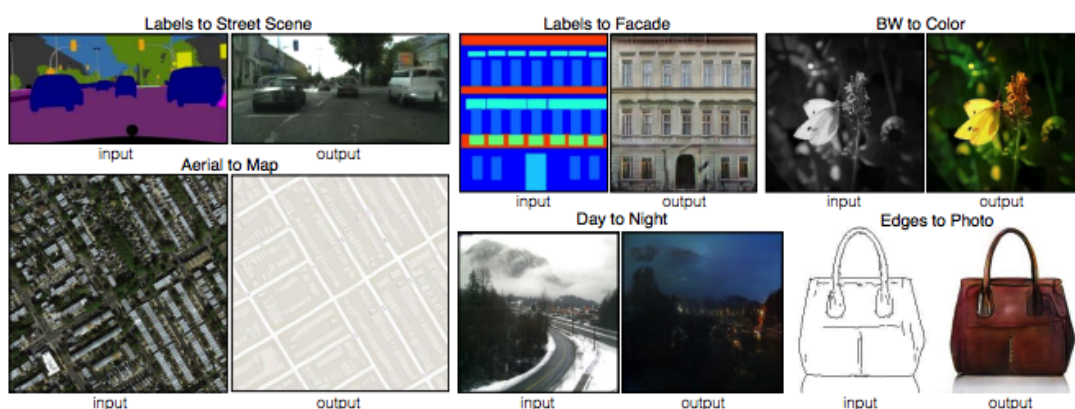 Labels to Street Scene
input
output
Aerial to Map
input
output
Labels to Facade
input
output
BW to Color
input
output
Day to Night
input
output
Edges to Photo
input
output